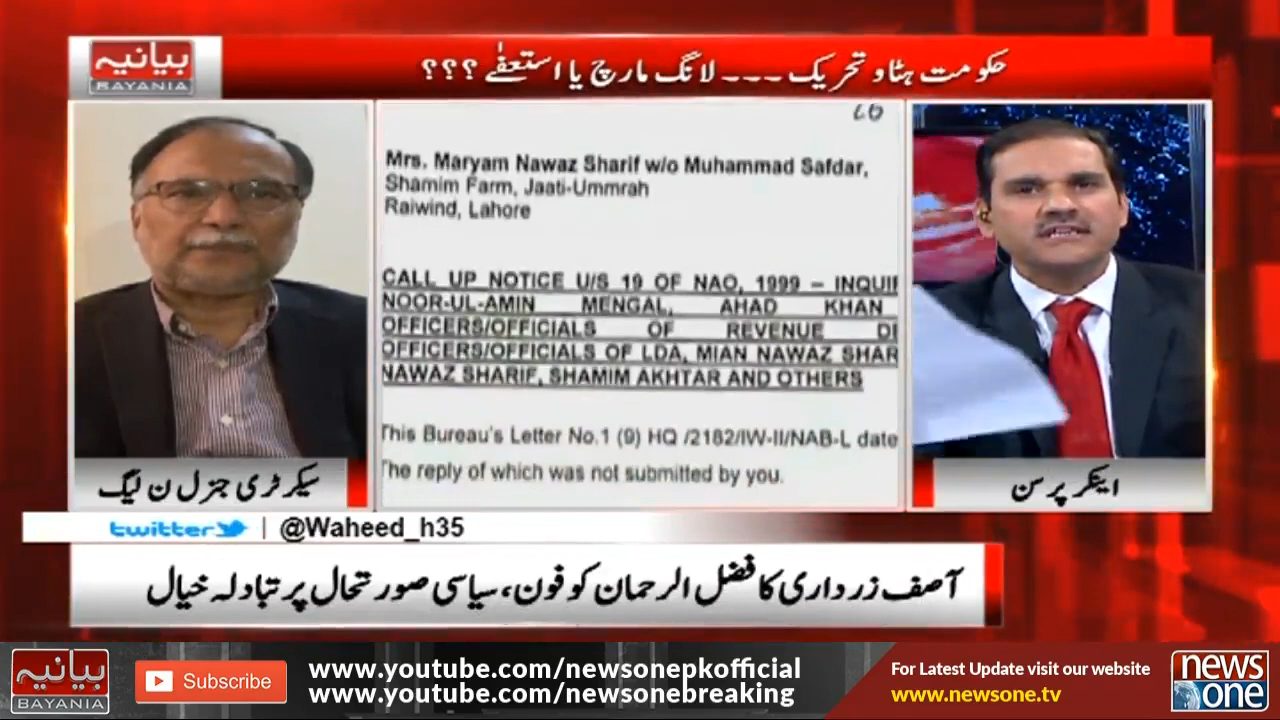 بیانیہ
BAYANIA
حکومت ہٹاو تحریک ۔۔۔ لانگ مارچ یا استعفےٰ ؟؟؟
26
Mrs. Maryam Nawaz Sharif w/o Muhammad Safdar,
Shamim Farm, Jaati-Ummrah
Raiwind, Lahore
CALL UP NOTICE U/S 19 OF NAO, 1999 – INQUI
NOOR-UL-AMIN MENGAL, AHAD KHAN
OFFICERS/OFFICIALS OF REVENUE DE
OFFICERS/OFFICIALS OF LDA, MIAN NAWAZ SHAR
NAWAZ SHARIF, SHAMIM AKHTAR AND OTHERS
This Bureau's Letter No.1 (9) HQ /2182/IW-II/NAB-L date
The reply of which was not submitted by you.
سیکرٹری جنرل ن لیگ
اینکر پرسن
twitter | @Waheed_h35
آصف زرداری کا فضل الرحمان کو فون، سیاسی صورتحال پر تبادلہ خیال
بیانیہ
BAYANIA
Subscribe
www.youtube.com/newsonepkofficial
www.youtube.com/newsonebreaking
For Latest Update visit our website
www.newsone.tv
news
one